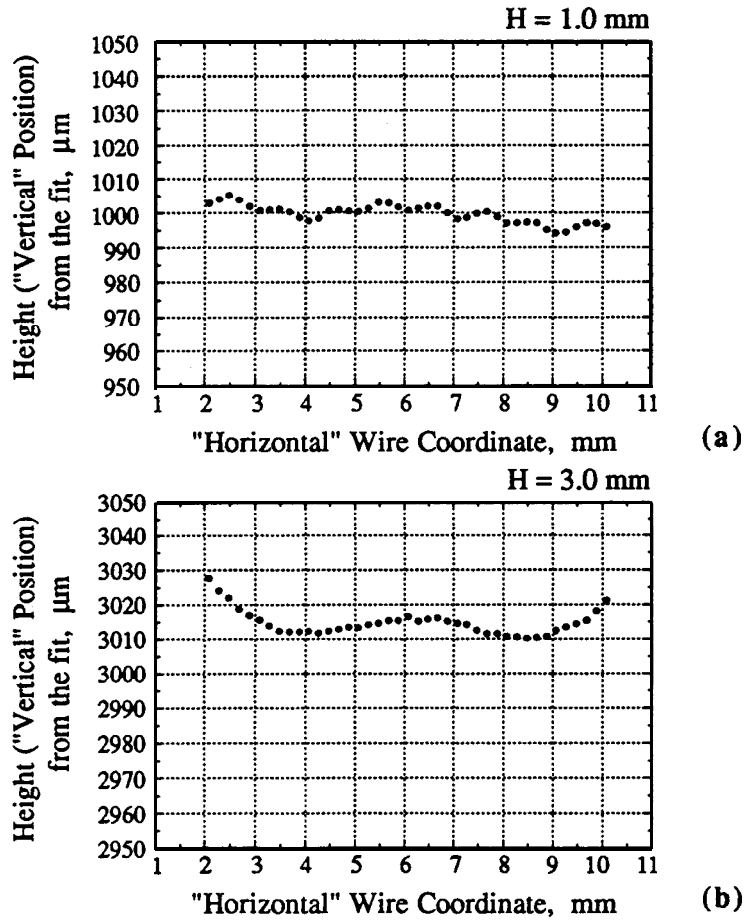 H = 1.0 mm
Height ("Vertical" Position)
from the fit, μm
1050
1040
1030
1020
1010
1000
990
980
970
960
950
1 2 3 4 5 6 7 8 9 10 11
"Horizontal" Wire Coordinate, mm
(a)
H = 3.0 mm
Height ("Vertical" Position)
from the fit, μm
3050
3040
3030
3020
3010
3000
2990
2980
2970
2960
2950
1 2 3 4 5 6 7 8 9 10 11
"Horizontal" Wire Coordinate, mm
(b)